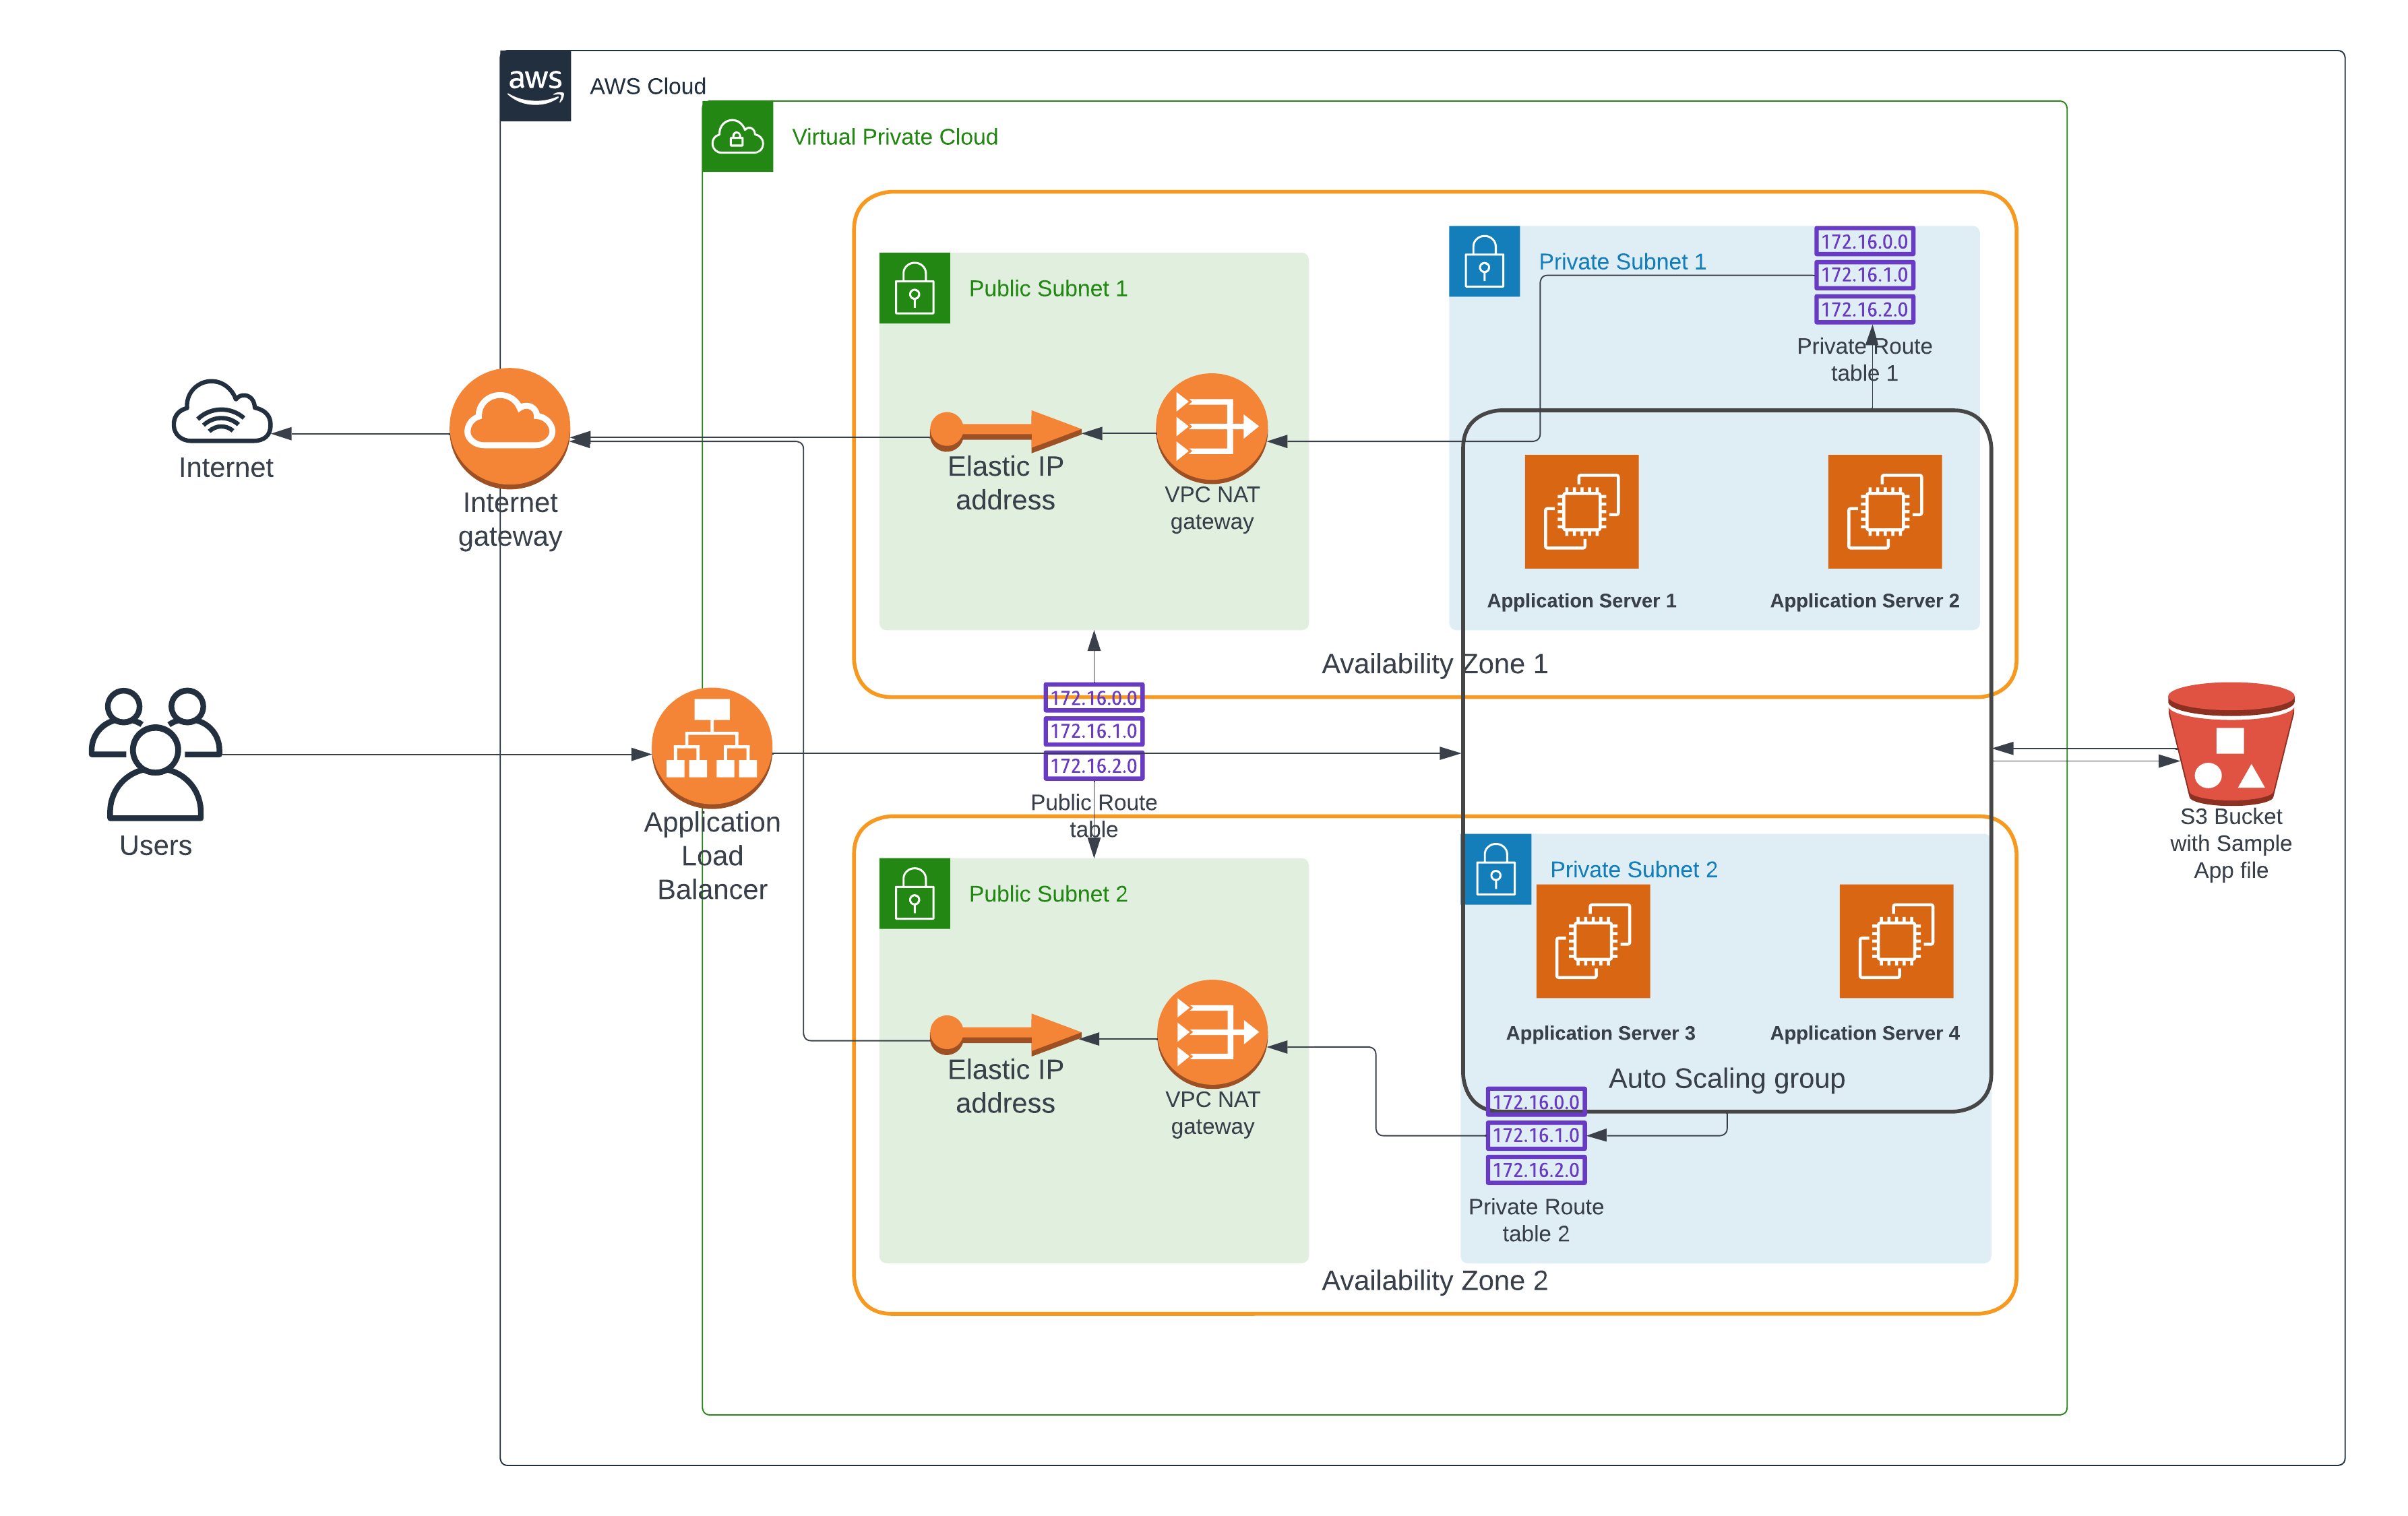 aws
AWS Cloud
Virtual Private Cloud
Public Subnet 1
Private Subnet 1
172.16.0.0
172.16.1.0
172.16.2.0
Private Route
table 1
Internet
Internet
gateway
Elastic IP
address
VPC NAT
gateway
Application Server 1
Application Server 2
Availability Zone 1
172.16.0.0
172.16.1.0
172.16.2.0
Public Route
table
Users
Application
Load
Balancer
S3 Bucket
with Sample
App file
Public Subnet 2
Private Subnet 2
Elastic IP
address
VPC NAT
gateway
Application Server 3
Application Server 4
Auto Scaling group
172.16.0.0
172.16.1.0
172.16.2.0
Private Route
table 2
Availability Zone 2